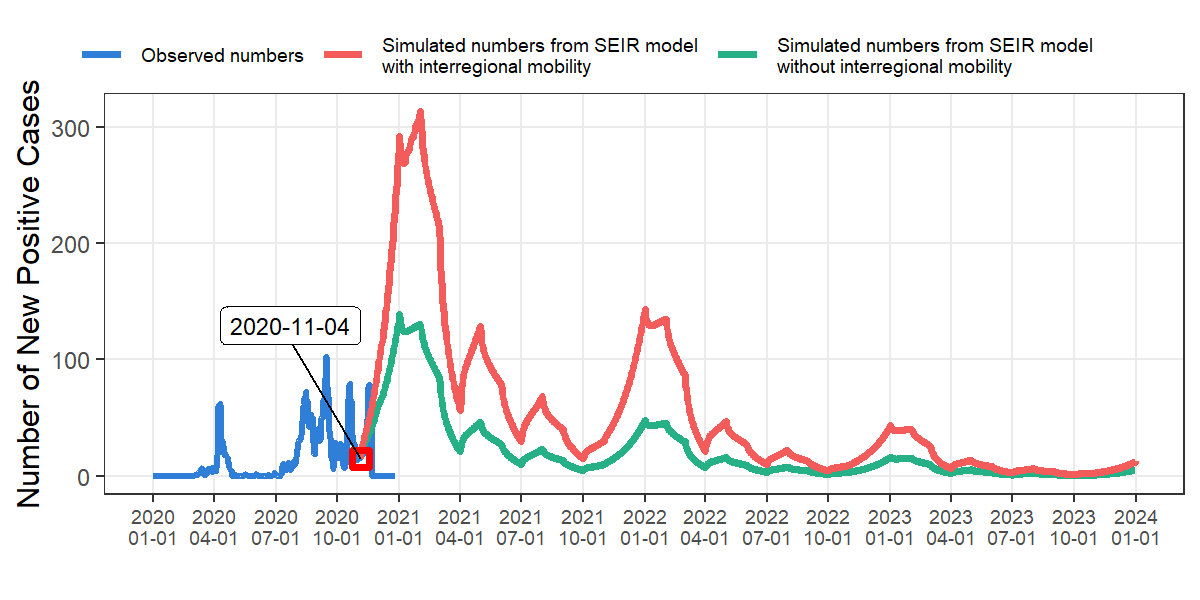 Observed numbers
Simulated numbers from SEIR model
with interregional mobility
Simulated numbers from SEIR model
without interregional mobility
Number of New Positive Cases
300
200
100
0
2020-11-04
2020 2020 2020 2020 2021 2021 2021 2021 2022 2022 2022 2022 2023 2023 2023 2023 2024
01-01 04-01 07-01 10-01 01-01 04-01 07-01 10-01 01-01 04-01 07-01 10-01 01-01 04-01 07-01 10-01 01-01